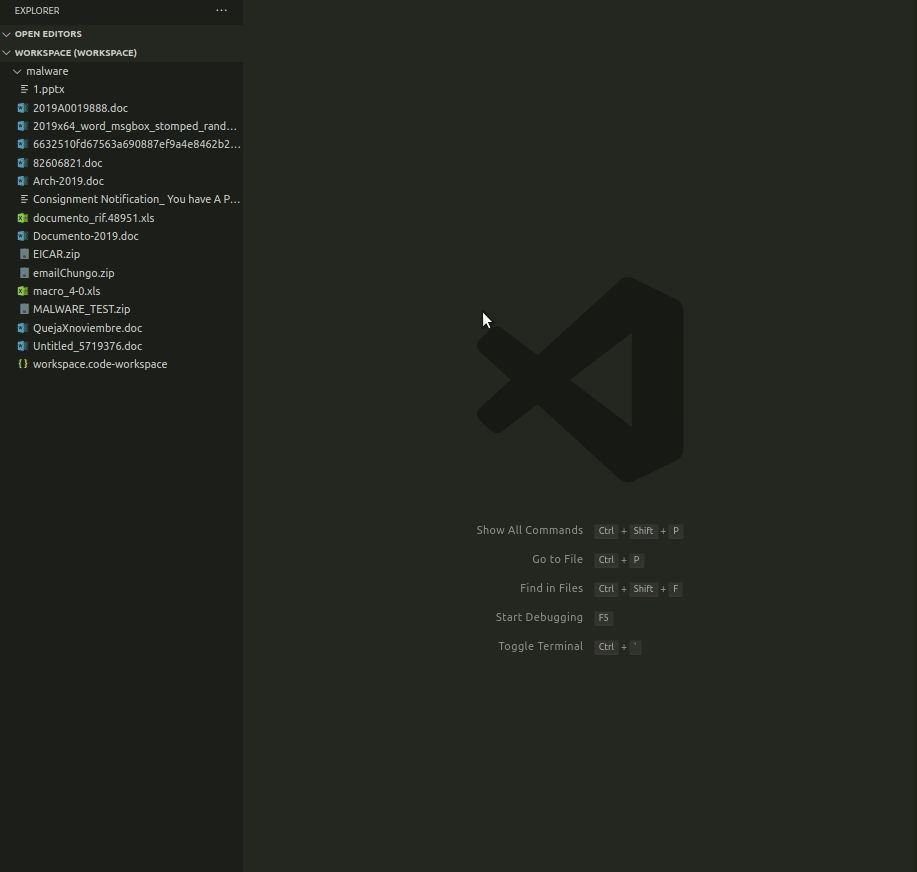 EXPLORER ...
OPEN EDITORS
WORKSPACE (WORKSPACE)
malware
1.pptx
2019A0019888.doc
2019x64_word_msgbox_stomped_rand...
6632510fd67563a690887ef9a4e8462b2...
82606821.doc
Arch-2019.doc
Consignment Notification_ You have A P...
documento_rif.48951.xls
Documento-2019.doc
EICAR.zip
emailChungo.zip
macro_4-0.xls
MALWARE_TEST.zip
QuejaXnoviembre.doc
Untitled_5719376.doc
{ } workspace.code-workspace
Show All Commands Ctrl + Shift + P
Go to File Ctrl + P
Find in Files Ctrl + Shift + F
Start Debugging F5
Toggle Terminal Ctrl + `